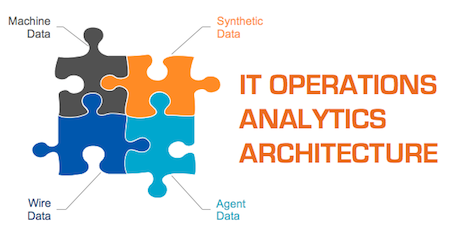 Machine
Data
Synthetic
Data
IT OPERATIONS
ANALYTICS
ARCHITECTURE
Wire
Data
Agent
Data